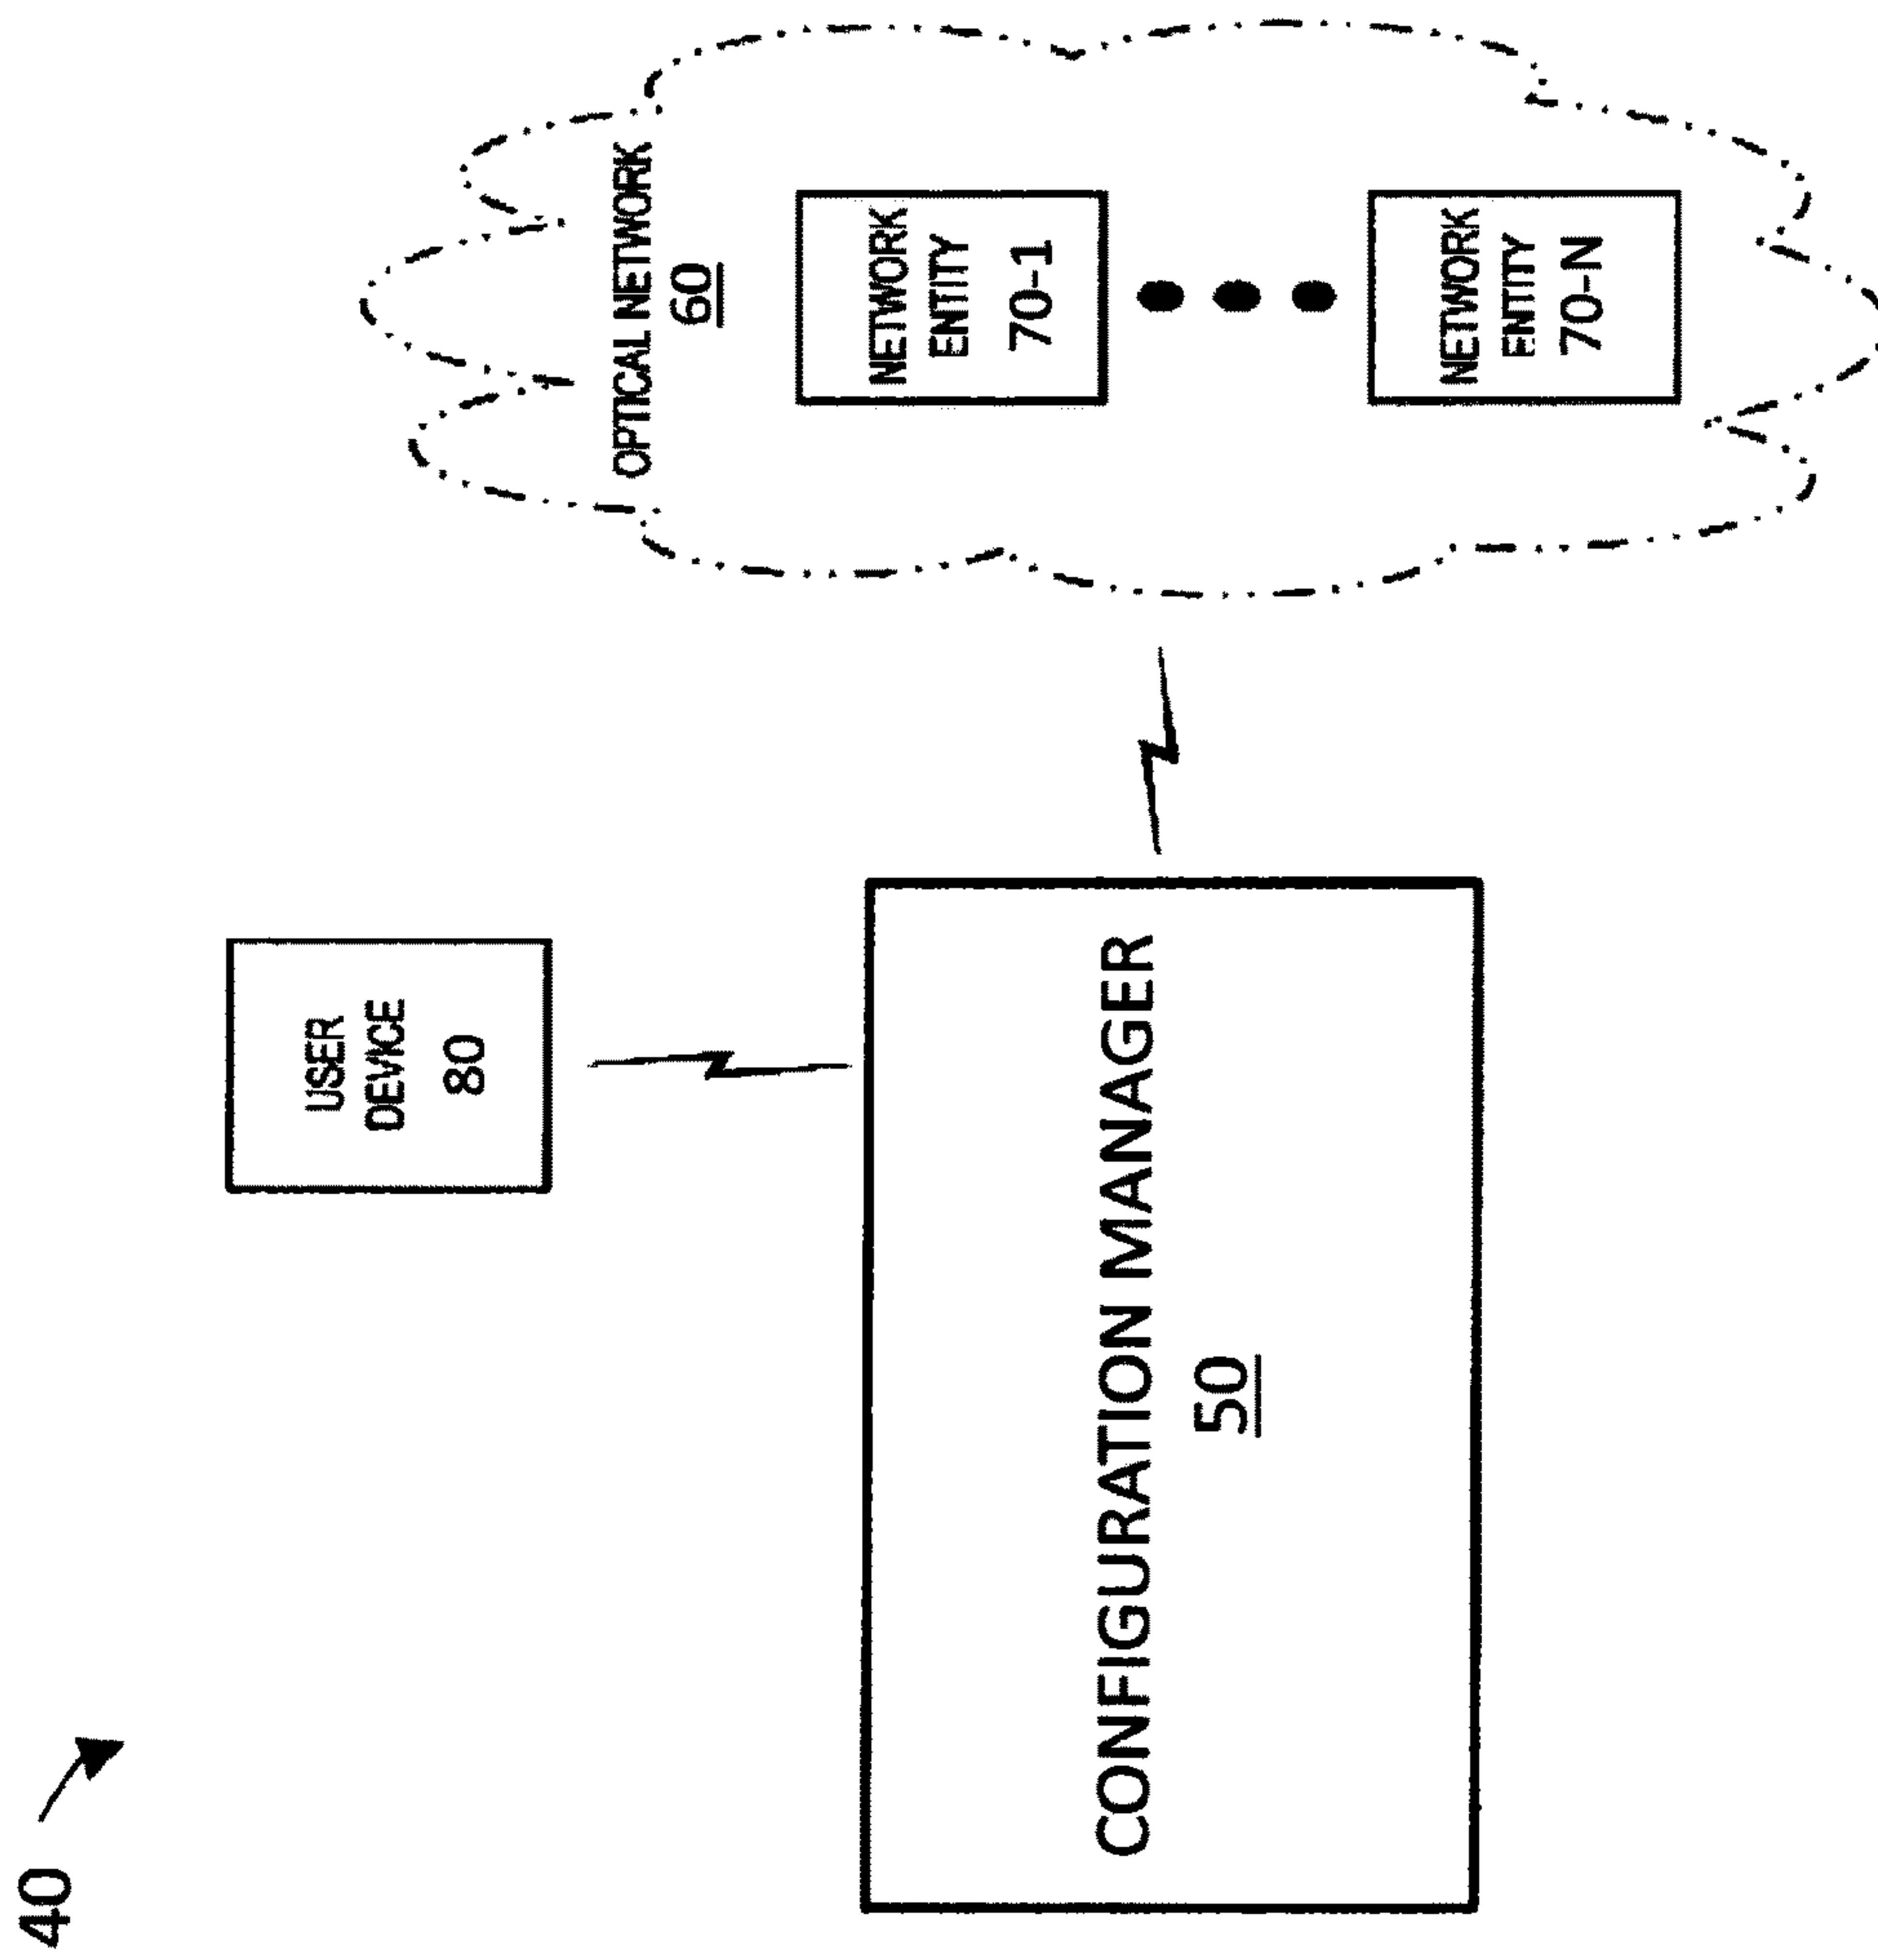 40
USER
DEVICE
80
CONFIGURATION MANAGER
50
OPTICAL NETWORK
60
NETWORK
ENTITY
70-1
NETWORK
ENTITY
70-N